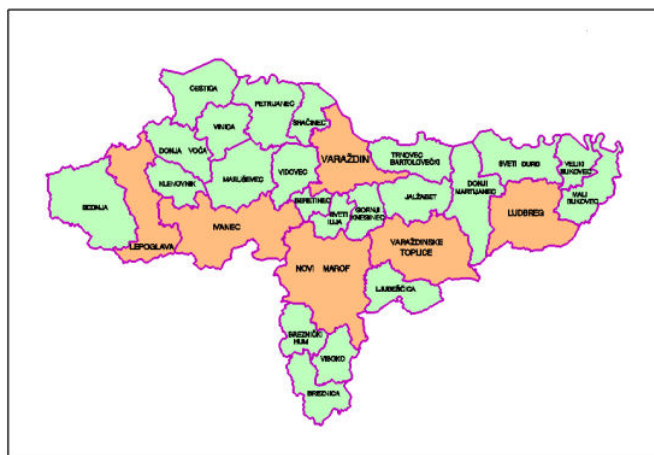 CESTICA
PETRIJANEC
SRAČINEC
VINICA
DONJA VOĆA
VARAŽDIN
TRNOVEC
BARTOLOVEČKI
SVETI ĐURĐ
VELIKI
BUKOVEC
KLENOVNIK
MARUŠEVEC
VIDOVEC
DONJI
MARTIJANEC
MALI
BUKOVEC
BEDNJA
BERETINEC
SVETI
ILIJA
GORNJI
KNEGINEC
JALŽABET
LUDBREG
LEPOGLAVA
IVANEC
VARAŽDINSKE
TOPLICE
NOVI MAROF
LJUBEŠĆICA
BREZNIČKI
HUM
VISOKO
BREZNICA